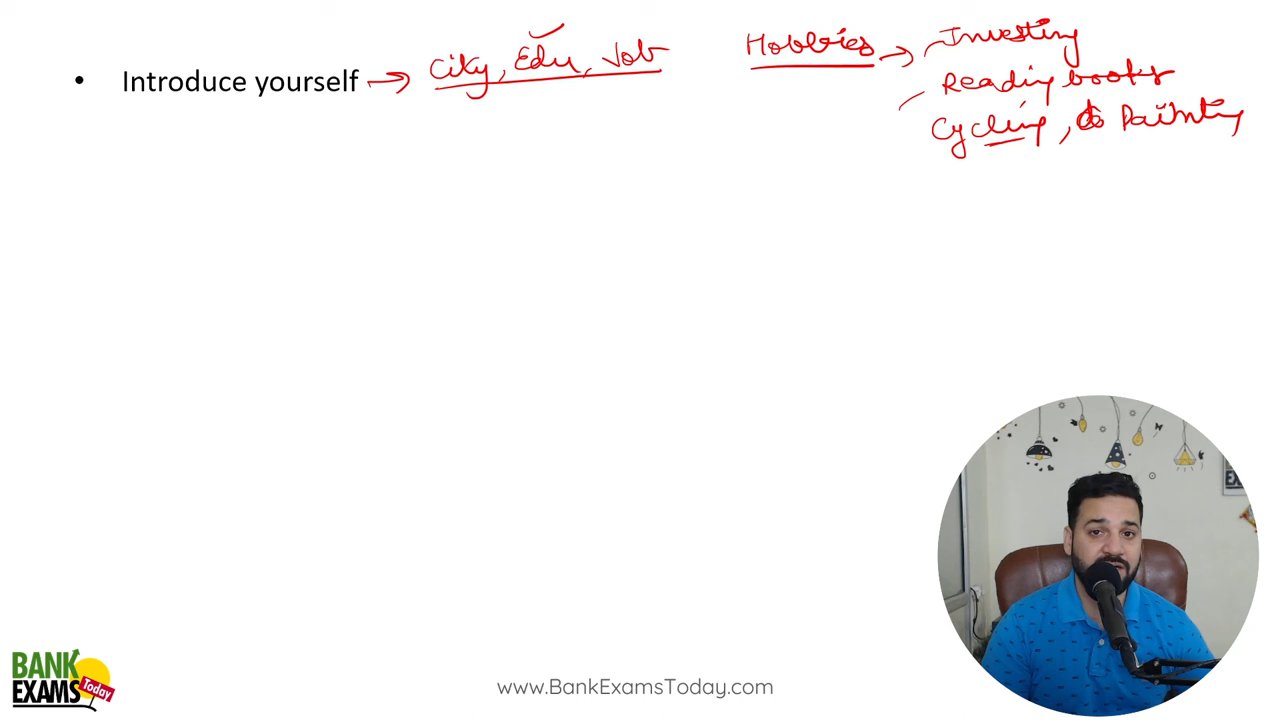 • Introduce yourself → City, Edu, Job
Hobbies → Investing
Reading books
Cycling, Painting
BANK
EXAMS
Today
www.BankExamsToday.com